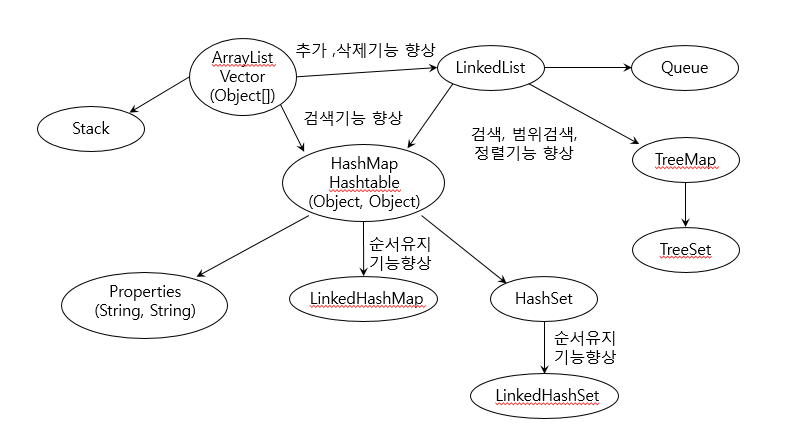 ArrayList
Vector
(Object[])
추가 ,삭제기능 향상
LinkedList
Queue
Stack
검색기능 향상
검색, 범위검색,
정렬기능 향상
HashMap
Hashtable
(Object, Object)
TreeMap
TreeSet
순서유지
기능향상
Properties
(String, String)
LinkedHashMap
HashSet
순서유지
기능향상
LinkedHashSet